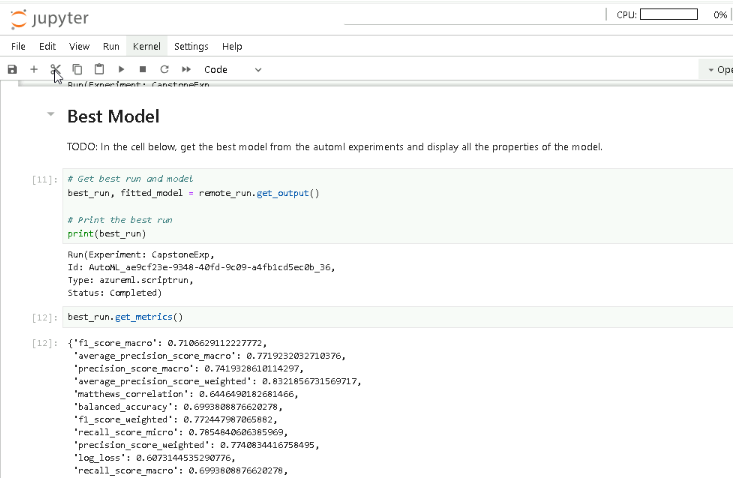 jupyter
CPU: 0%
File Edit View Run Kernel Settings Help
Code Ope
Run(Experiment: CapstoneExp,
Best Model
TODO: In the cell below, get the best model from the automl experiments and display all the properties of the model.
[11]: # Get best run and model
best_run, fitted_model = remote_run.get_output()
# Print the best run
print(best_run)
Run(Experiment: CapstoneExp,
Id: AutoML_ae9cf23e-9348-40fd-9c09-a4fb1cd5ec0b_36,
Type: azureml.scriptrun,
Status: Completed)
[12]: best_run.get_metrics()
[12]: {'f1_score_macro': 0.7106629112227772,
'average_precision_score_macro': 0.7719232032710376,
'precision_score_macro': 0.7419328610114297,
'average_precision_score_weighted': 0.8321856731569717,
'matthews_correlation': 0.6446490182681466,
'balanced_accuracy': 0.6993808876620278,
'f1_score_weighted': 0.772447987065882,
'recall_score_micro': 0.7854840606385969,
'precision_score_weighted': 0.7740834416758495,
'log_loss': 0.6073144535290776,
'recall_score_macro': 0.6993808876620278,